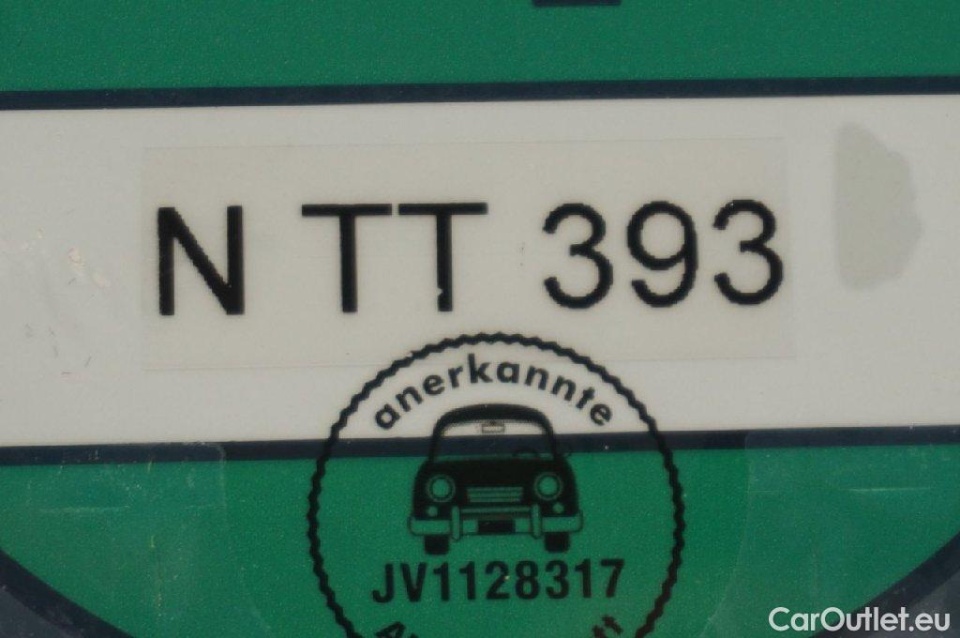 N TT 393
anerkannte
JV1128317
CarOutlet.eu